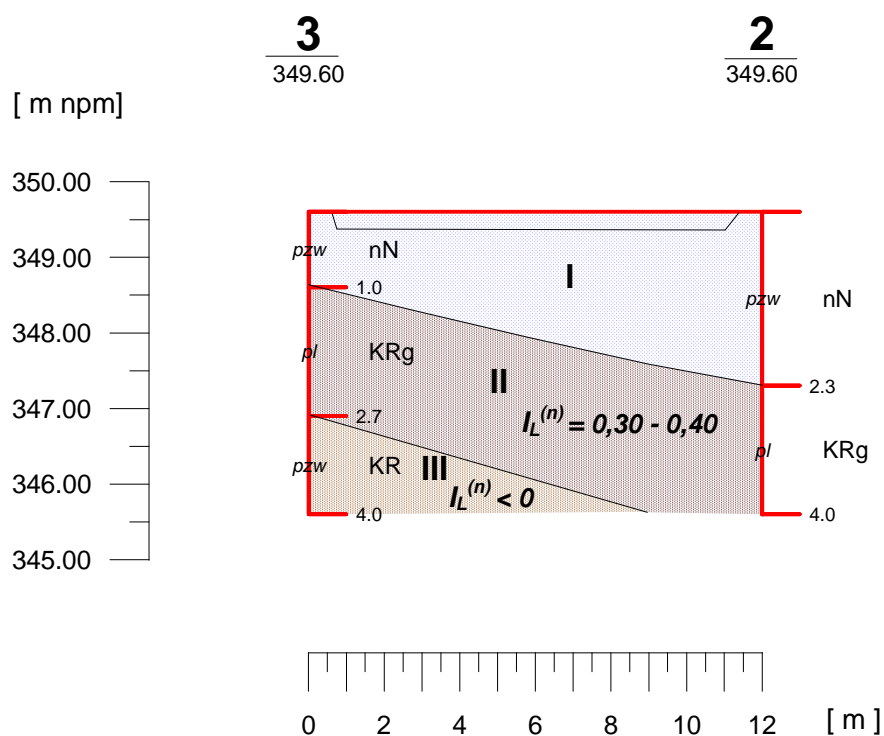 3 2
349.60 349.60
[ m npm]
350.00
349.00
348.00
347.00
346.00
345.00
pzw nN I
1.0
pzw nN
pl KRg II
2.3
I_L^(n) = 0,30 - 0,40
2.7
pl KRg
pzw KR III
I_L^(n) < 0
4.0 4.0
0 2 4 6 8 10 12 [ m ]